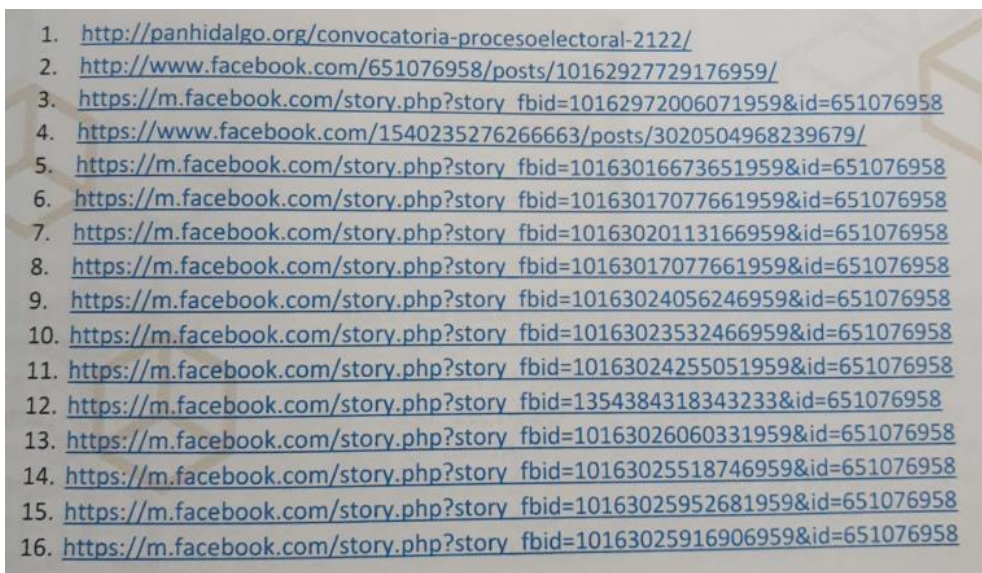 1. http://panhidalgo.org/convocatoria-procesoelectoral-2122/
2. http://www.facebook.com/651076958/posts/10162927729176959/
3. https://m.facebook.com/story.php?story_fbid=10162972006071959&id=651076958
4. https://www.facebook.com/1540235276266663/posts/3020504968239679/
5. https://m.facebook.com/story.php?story_fbid=10163016673651959&id=651076958
6. https://m.facebook.com/story.php?story_fbid=10163017077661959&id=651076958
7. https://m.facebook.com/story.php?story_fbid=10163020113166959&id=651076958
8. https://m.facebook.com/story.php?story_fbid=10163017077661959&id=651076958
9. https://m.facebook.com/story.php?story_fbid=10163024056246959&id=651076958
10. https://m.facebook.com/story.php?story_fbid=10163023532466959&id=651076958
11. https://m.facebook.com/story.php?story_fbid=10163024255051959&id=651076958
12. https://m.facebook.com/story.php?story_fbid=1354384318343233&id=651076958
13. https://m.facebook.com/story.php?story_fbid=10163026060331959&id=651076958
14. https://m.facebook.com/story.php?story_fbid=10163025518746959&id=651076958
15. https://m.facebook.com/story.php?story_fbid=10163025952681959&id=651076958
16. https://m.facebook.com/story.php?story_fbid=10163025916906959&id=651076958